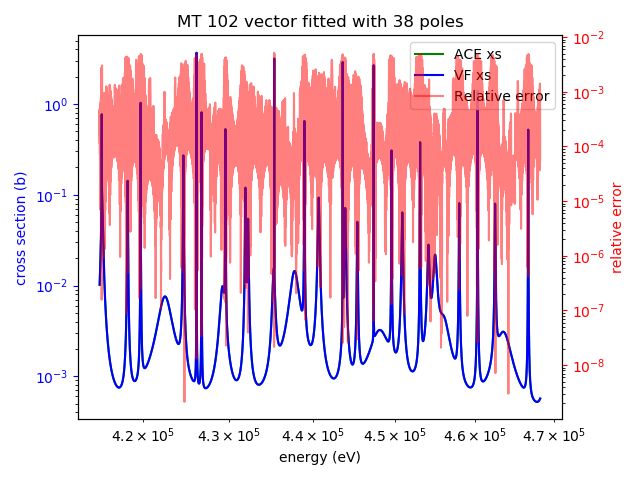 MT 102 vector fitted with 38 poles
ACE xs
VF xs
Relative error
10⁰
10⁻¹
10⁻²
10⁻³
cross section (b)
10⁻²
10⁻³
10⁻⁴
10⁻⁵
10⁻⁶
10⁻⁷
10⁻⁸
relative error
4.2 × 10⁵ 4.3 × 10⁵ 4.4 × 10⁵ 4.5 × 10⁵ 4.6 × 10⁵ 4.7 × 10⁵
energy (eV)